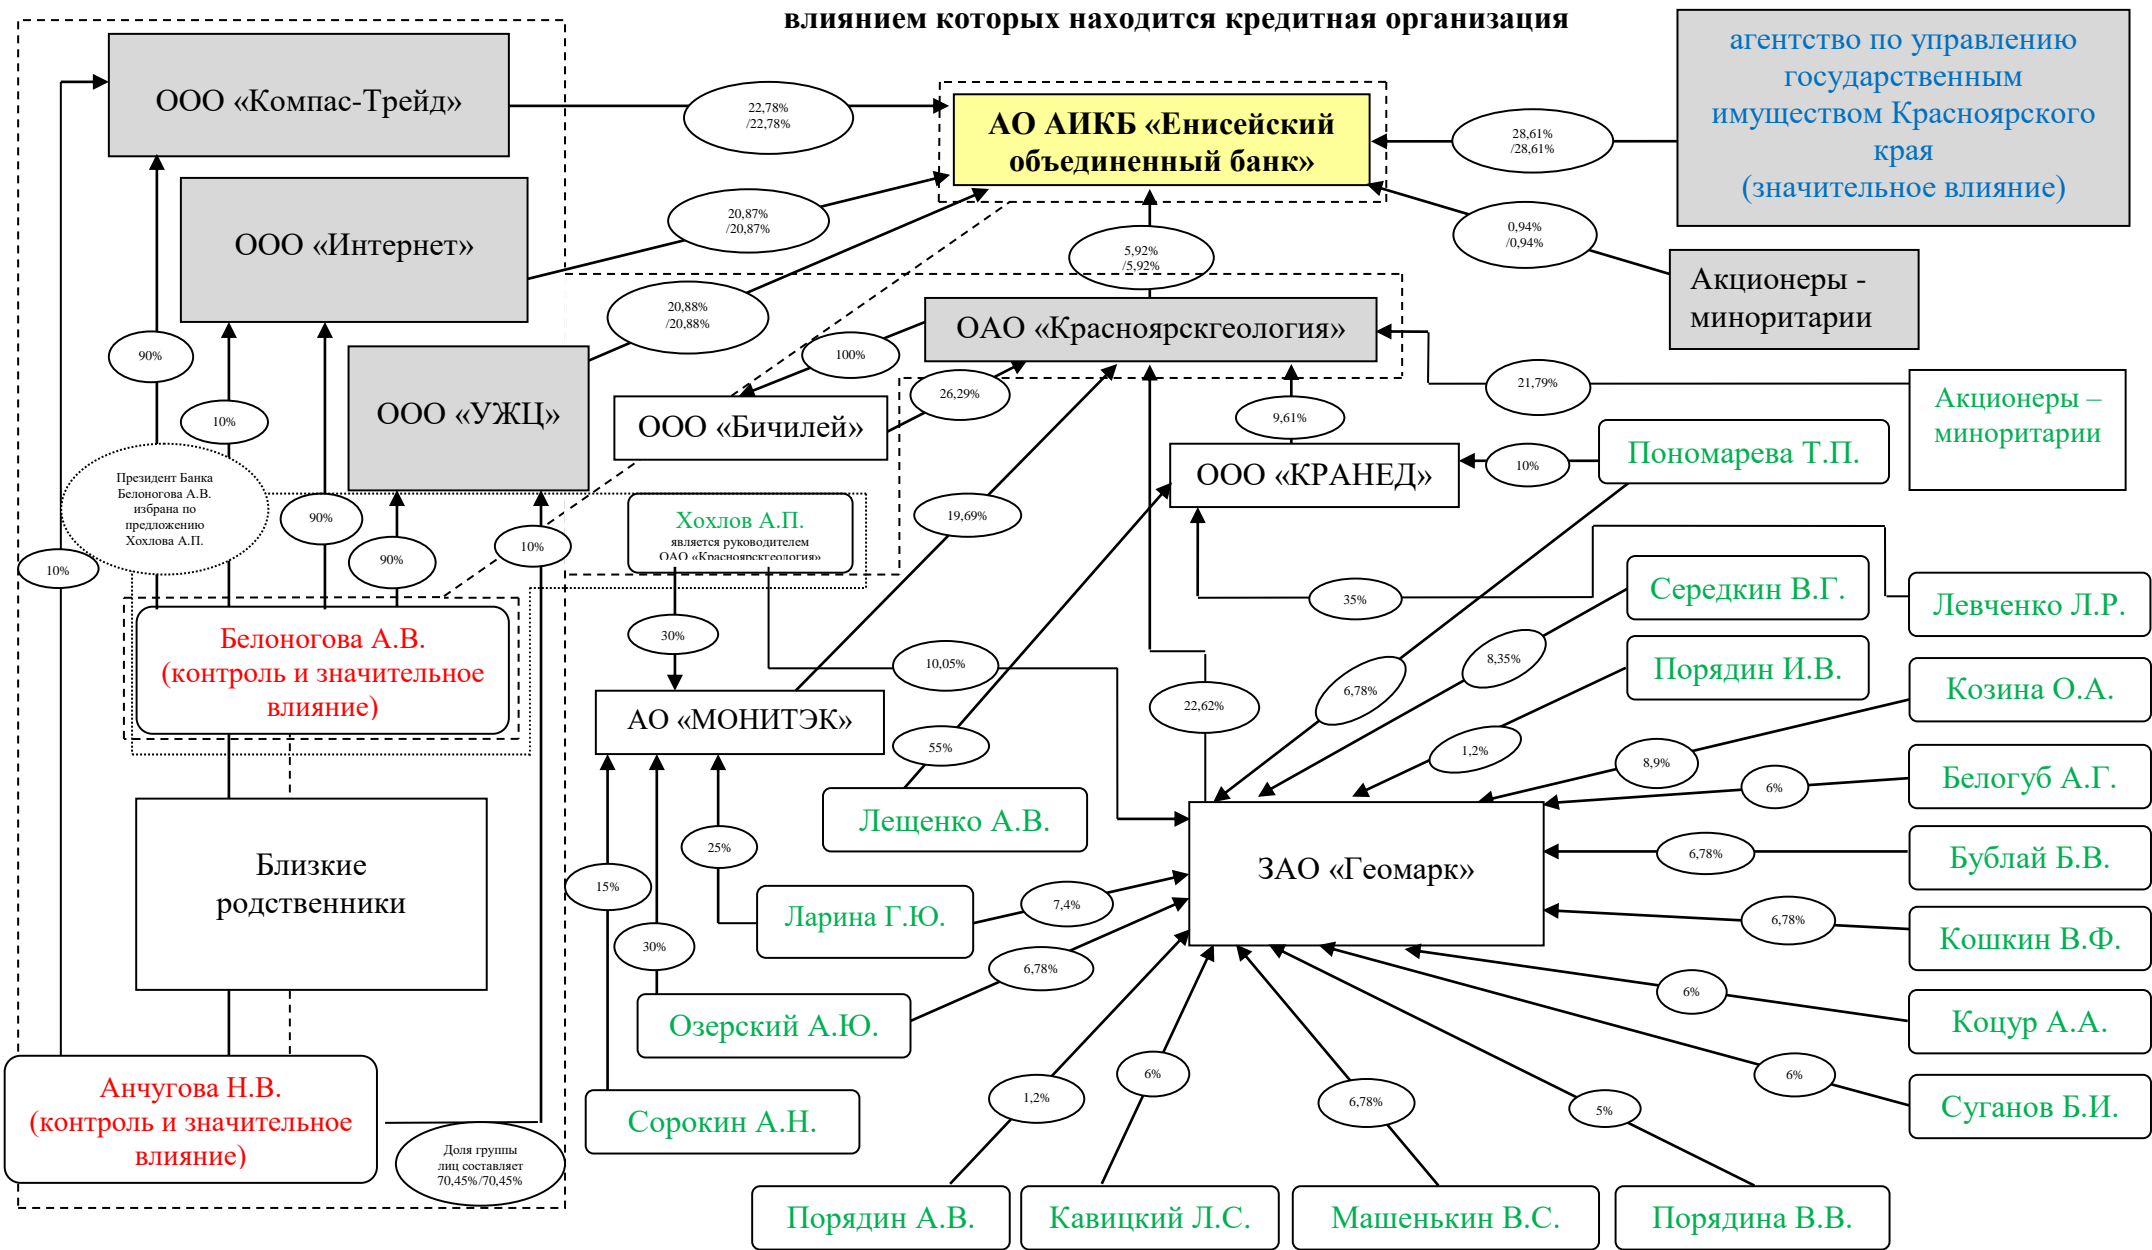 влиянием которых находится кредитная организация
ООО «Компас-Трейд»
22,78%
/22,78%
АО АИКБ «Енисейский
объединенный банк»
28,61%
/28,61%
агентство по управлению
государственным
имуществом Красноярского
края
(значительное влияние)
ООО «Интернет»
20,87%
/20,87%
0,94%
/0,94%
5,92%
/5,92%
Акционеры -
миноритарии
20,88%
/20,88%
ОАО «Красноярскгеология»
90%
100%
ООО «УЖЦ»
10%
ООО «Бичилей»
26,29%
9,61%
21,79%
Акционеры –
миноритарии
ООО «КРАНЕД»
10%
Пономарева Т.П.
Президент Банка
Белоногова А.В.
избрана по
предложению
Хохлова А.П.
90%
90%
10%
10%
Хохлов А.П.
является руководителем
ОАО «Красноярскгеология»
19,69%
35%
Середкин В.Г.
Левченко Л.Р.
Белоногова А.В.
(контроль и значительное
влияние)
30%
10,05%
8,35%
6,78%
Порядин И.В.
Козина О.А.
АО «МОНИТЭК»
22,62%
55%
1,2%
8,9%
Белогуб А.Г.
6%
Лещенко А.В.
Близкие
родственники
25%
15%
30%
ЗАО «Геомарк»
6,78%
Бублай Б.В.
Ларина Г.Ю.
7,4%
6,78%
Кошкин В.Ф.
6,78%
Озерский А.Ю.
6%
Коцур А.А.
Анчугова Н.В.
(контроль и значительное
влияние)
Сорокин А.Н.
1,2%
6%
6,78%
5%
6%
Суганов Б.И.
Доля группы
лиц составляет
70,45%/70,45%
Порядин А.В.
Кавицкий Л.С.
Машенькин В.С.
Порядина В.В.